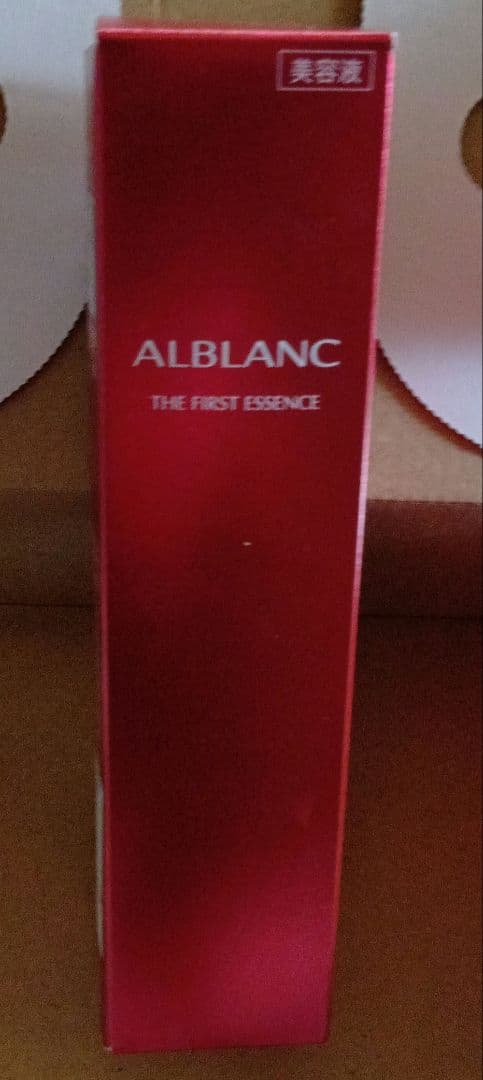 美容液
ALBLANC
THE FIRST ESSENCE